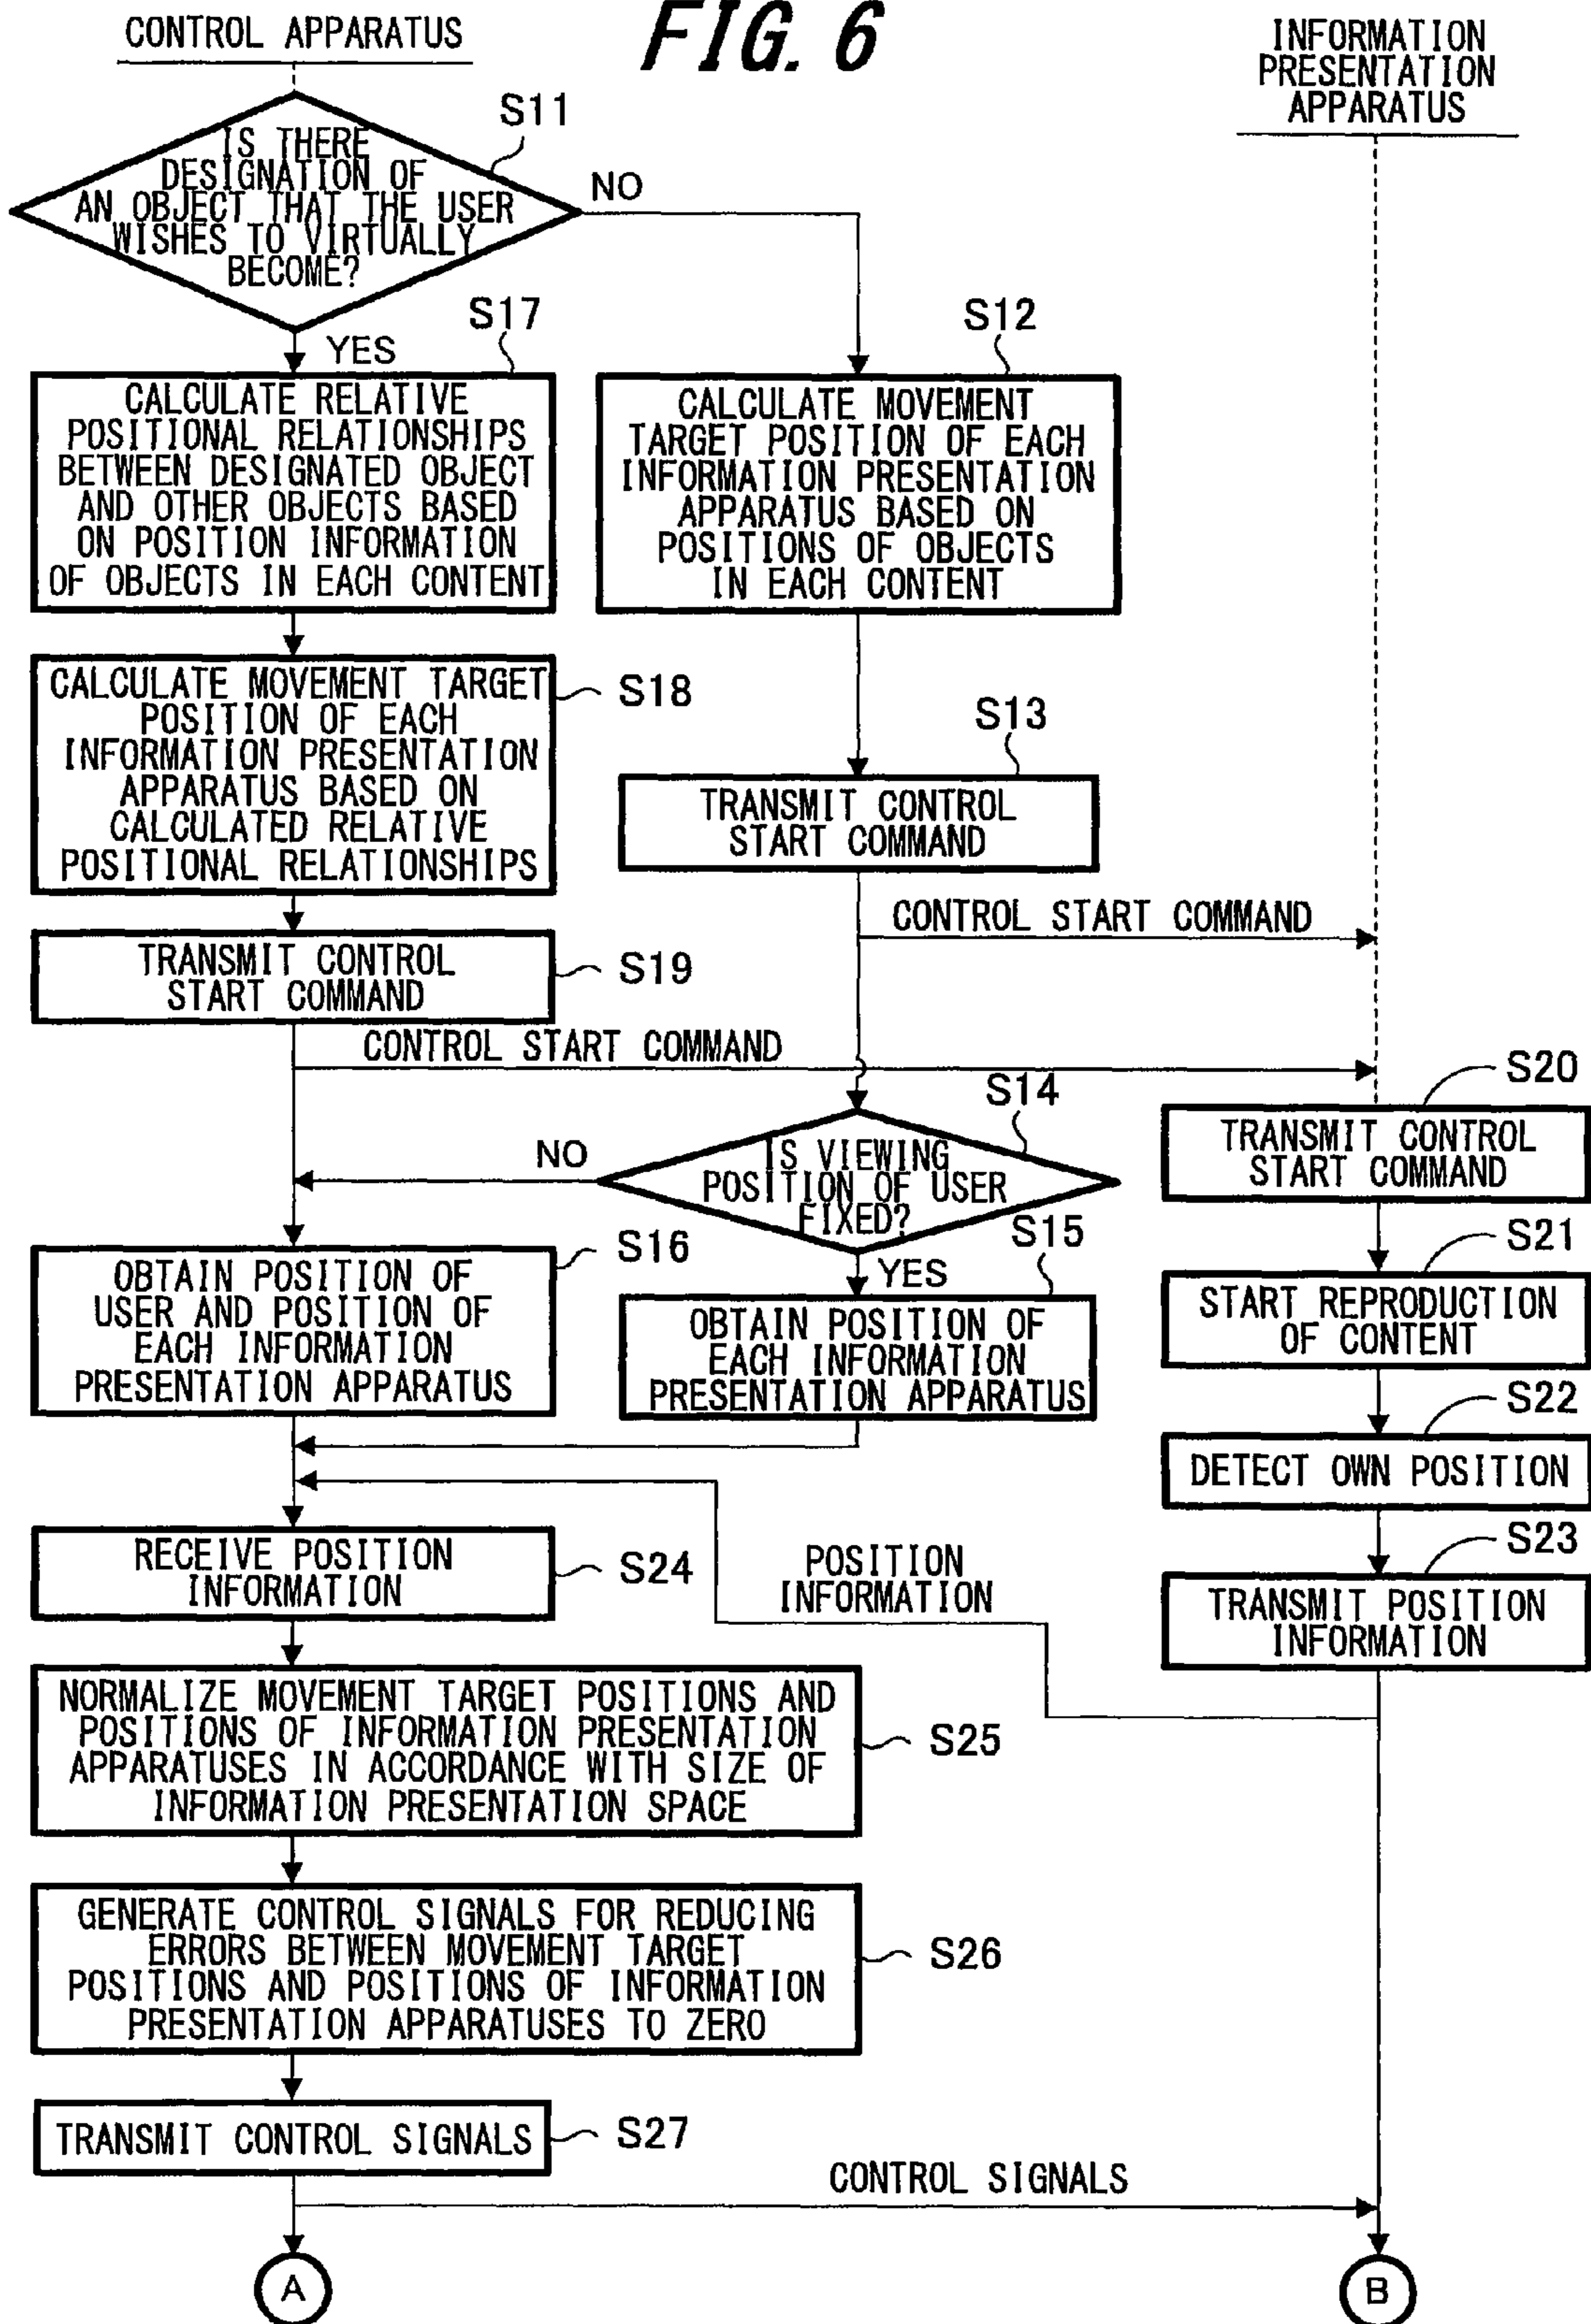 FIG. 6
CONTROL APPARATUS
INFORMATION
PRESENTATION
APPARATUS
S11
IS THERE
DESIGNATION OF
AN OBJECT THAT THE USER
WISHES TO VIRTUALLY
BECOME?
NO
YES
S17
CALCULATE RELATIVE
POSITIONAL RELATIONSHIPS
BETWEEN DESIGNATED OBJECT
AND OTHER OBJECTS BASED
ON POSITION INFORMATION
OF OBJECTS IN EACH CONTENT
S12
CALCULATE MOVEMENT
TARGET POSITION OF EACH
INFORMATION PRESENTATION
APPARATUS BASED ON
POSITIONS OF OBJECTS
IN EACH CONTENT
CALCULATE MOVEMENT TARGET
POSITION OF EACH
INFORMATION PRESENTATION
APPARATUS BASED ON
CALCULATED RELATIVE
POSITIONAL RELATIONSHIPS
S18
S13
TRANSMIT CONTROL
START COMMAND
CONTROL START COMMAND
TRANSMIT CONTROL
START COMMAND
S19
CONTROL START COMMAND
S14
IS VIEWING
POSITION OF USER
FIXED?
NO
YES
S20
TRANSMIT CONTROL
START COMMAND
S16
OBTAIN POSITION OF
USER AND POSITION OF
EACH INFORMATION
PRESENTATION APPARATUS
S15
OBTAIN POSITION OF
EACH INFORMATION
PRESENTATION APPARATUS
S21
START REPRODUCTION
OF CONTENT
S22
DETECT OWN POSITION
S23
TRANSMIT POSITION
INFORMATION
POSITION
INFORMATION
RECEIVE POSITION
INFORMATION
S24
NORMALIZE MOVEMENT TARGET POSITIONS AND
POSITIONS OF INFORMATION PRESENTATION
APPARATUSES IN ACCORDANCE WITH SIZE OF
INFORMATION PRESENTATION SPACE
S25
GENERATE CONTROL SIGNALS FOR REDUCING
ERRORS BETWEEN MOVEMENT TARGET
POSITIONS AND POSITIONS OF INFORMATION
PRESENTATION APPARATUSES TO ZERO
S26
TRANSMIT CONTROL SIGNALS
S27
CONTROL SIGNALS
A
B